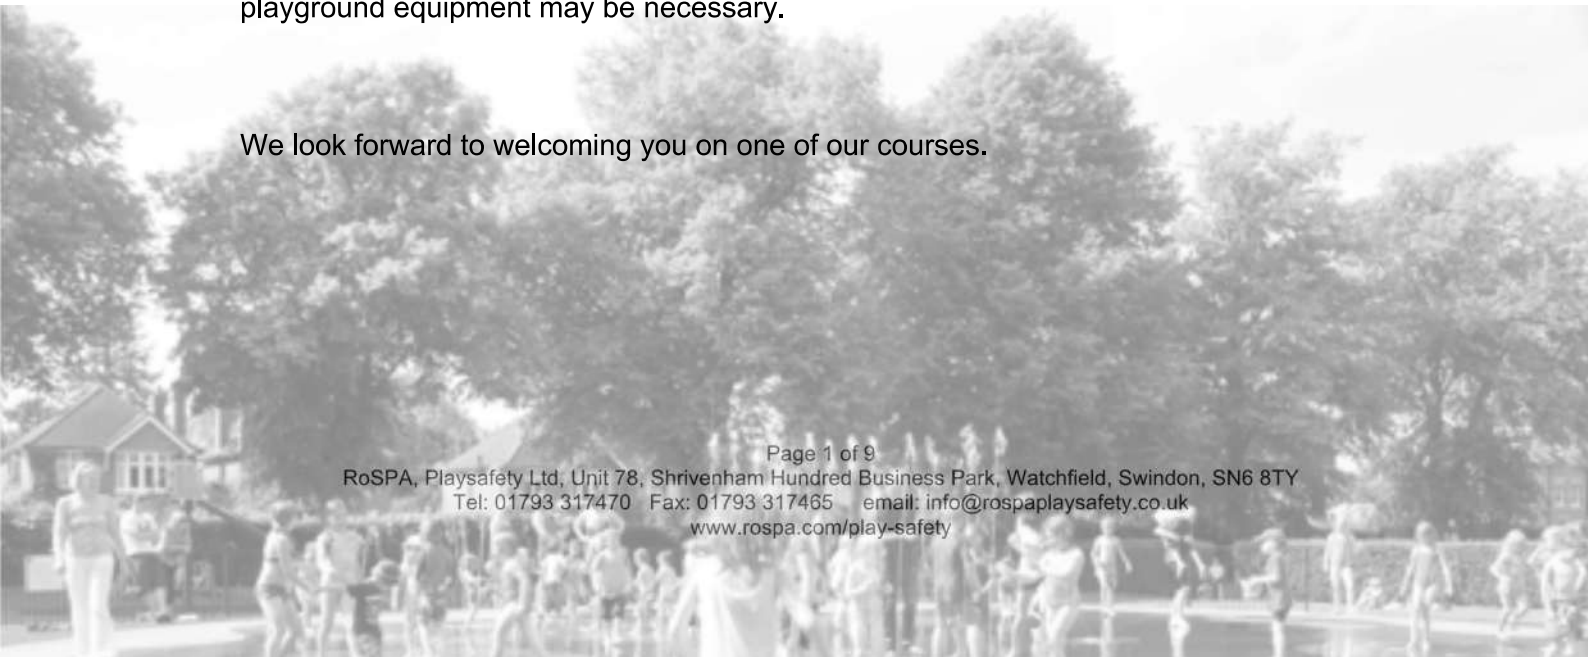 playground equipment may be necessary.
We look forward to welcoming you on one of our courses.
Page 1 of 9
RoSPA, Playsafety Ltd, Unit 78, Shrivenham Hundred Business Park, Watchfield, Swindon, SN6 8TY
Tel: 01793 317470 Fax: 01793 317465 email: info@rospaplaysafety.co.uk
www.rospa.com/play-safety